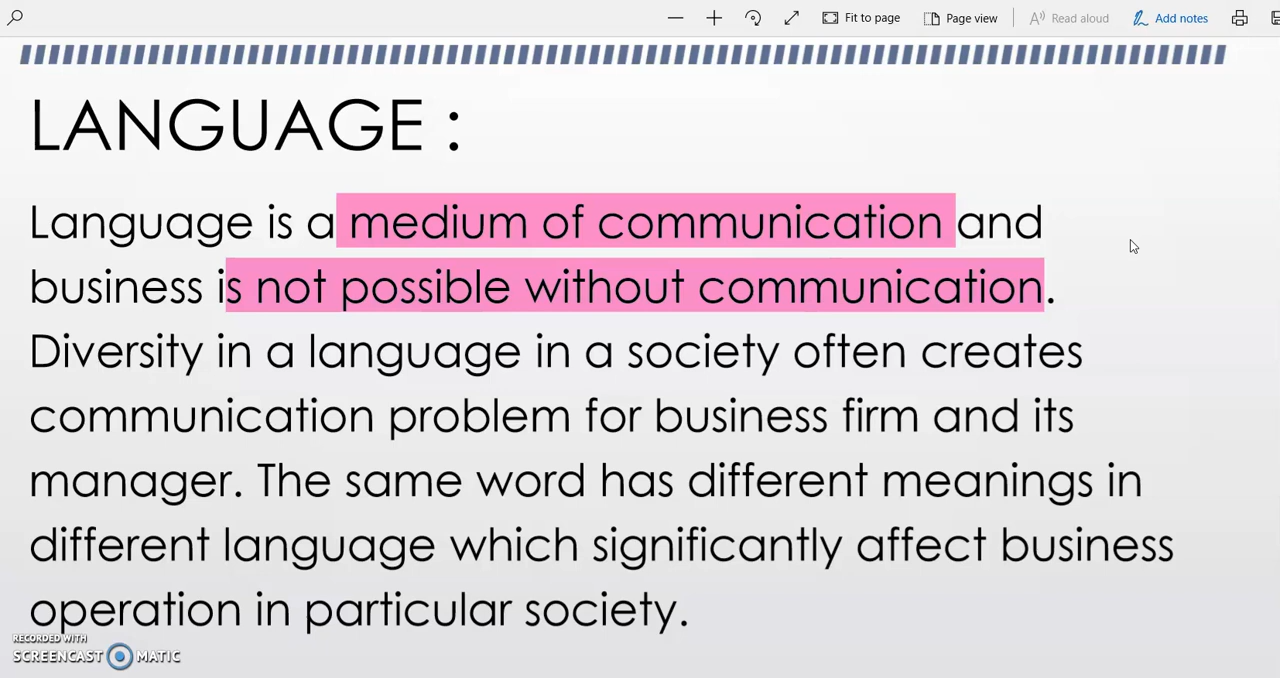 Fit to page
Page view
Read aloud
Add notes
LANGUAGE :
Language is a medium of communication and
business is not possible without communication.
Diversity in a language in a society often creates
communication problem for business firm and its
manager. The same word has different meanings in
different language which significantly affect business
operation in particular society.
RECORDED WITH
SCREENCAST MATIC